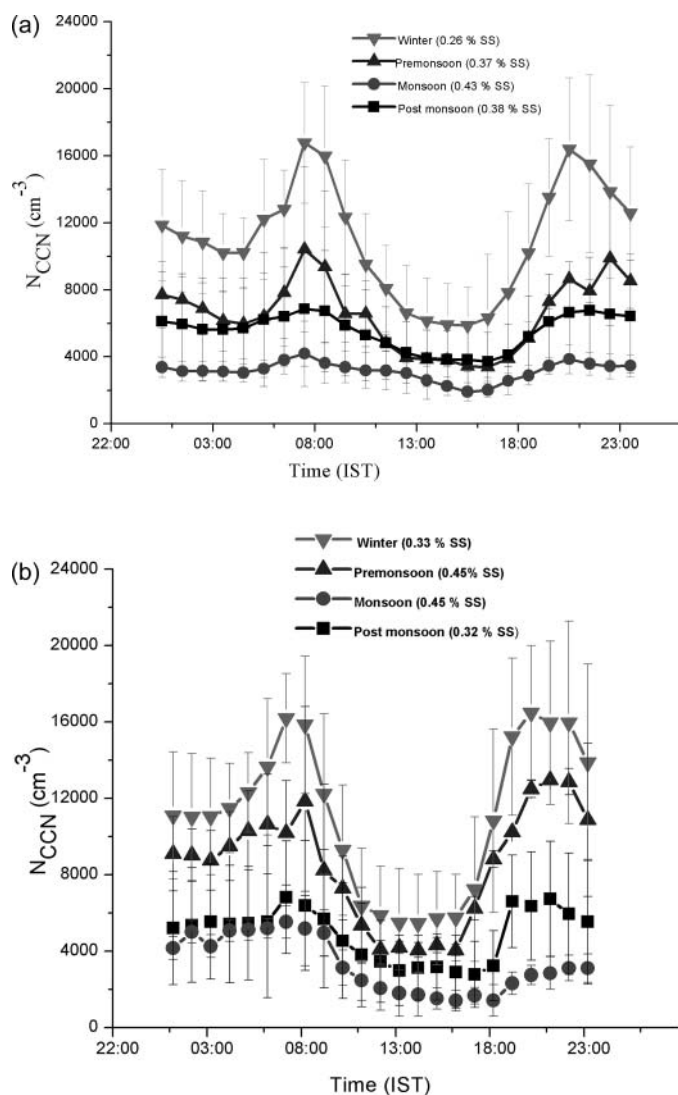 (a)
24000
20000
16000
12000
8000
4000
0
N_CCN (cm^-3)
Winter (0.26 % SS)
Premonsoon (0.37 % SS)
Monsoon (0.43 % SS)
Post monsoon (0.38 % SS)
22:00 03:00 08:00 13:00 18:00 23:00
Time (IST)
(b)
Winter (0.33 % SS)
Premonsoon (0.45% SS)
Monsoon (0.45 % SS)
Post monsoon (0.32 % SS)
24000
20000
16000
12000
8000
4000
0
N_CCN (cm^-3)
22:00 03:00 08:00 13:00 18:00 23:00
Time (IST)